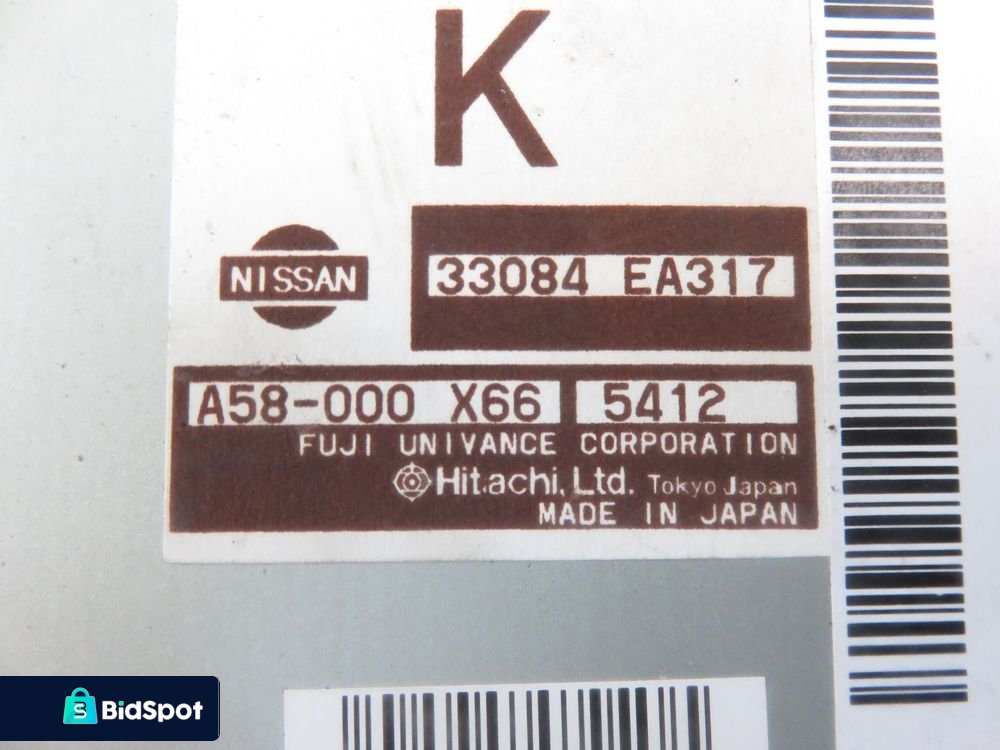 K
NISSAN
33084 EA317
A58-000 X66 5412
FUJI UNIVANCE CORPORATION
Hitachi, Ltd. Tokyo Japan
MADE IN JAPAN
S BidSpot